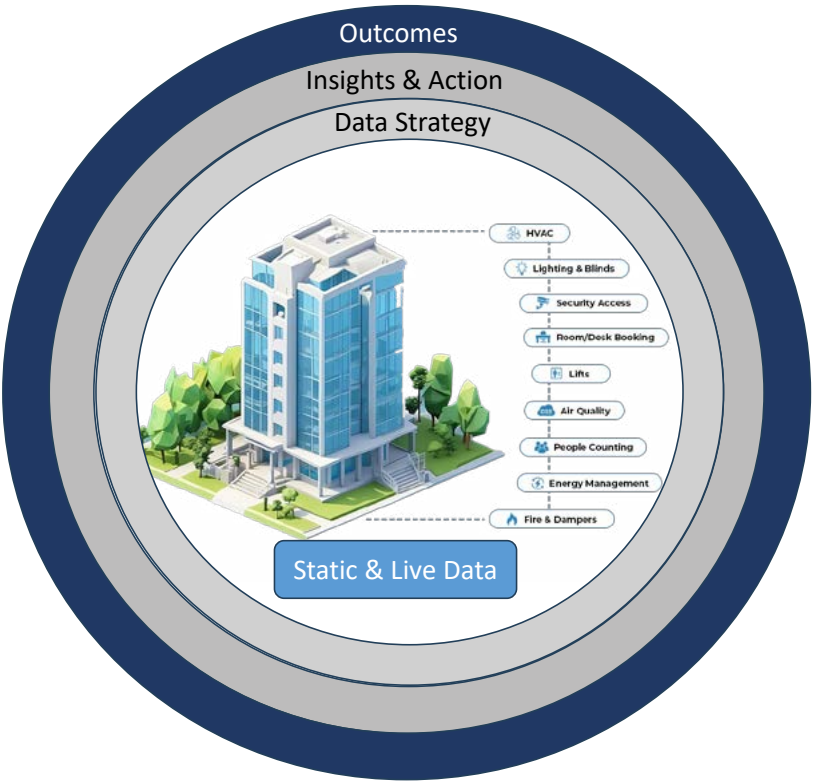 Outcomes
Insights & Action
Data Strategy
HVAC
Lighting & Blinds
Security Access
Room/Desk Booking
Lifts
Air Quality
People Counting
Energy Management
Fire & Dampers
Static & Live Data